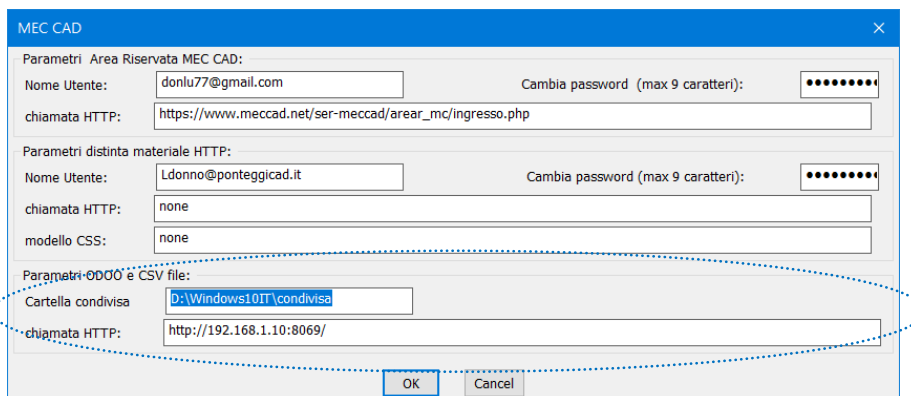 MEC CAD
Parametri  Area Riservata MEC CAD:
Nome Utente: donlu77@gmail.com Cambia password (max 9 caratteri): •••••••••
chiamata HTTP: https://www.meccad.net/ser-meccad/arear_mc/ingresso.php
Parametri distinta materiale HTTP:
Nome Utente: Ldonno@ponteggicad.it Cambia password (max 9 caratteri): •••••••••
chiamata HTTP: none
modello CSS: none
Parametri ODOO e CSV file:
Cartella condivisa D:\Windows10IT\condivisa
chiamata HTTP: http://192.168.1.10:8069/
OK Cancel